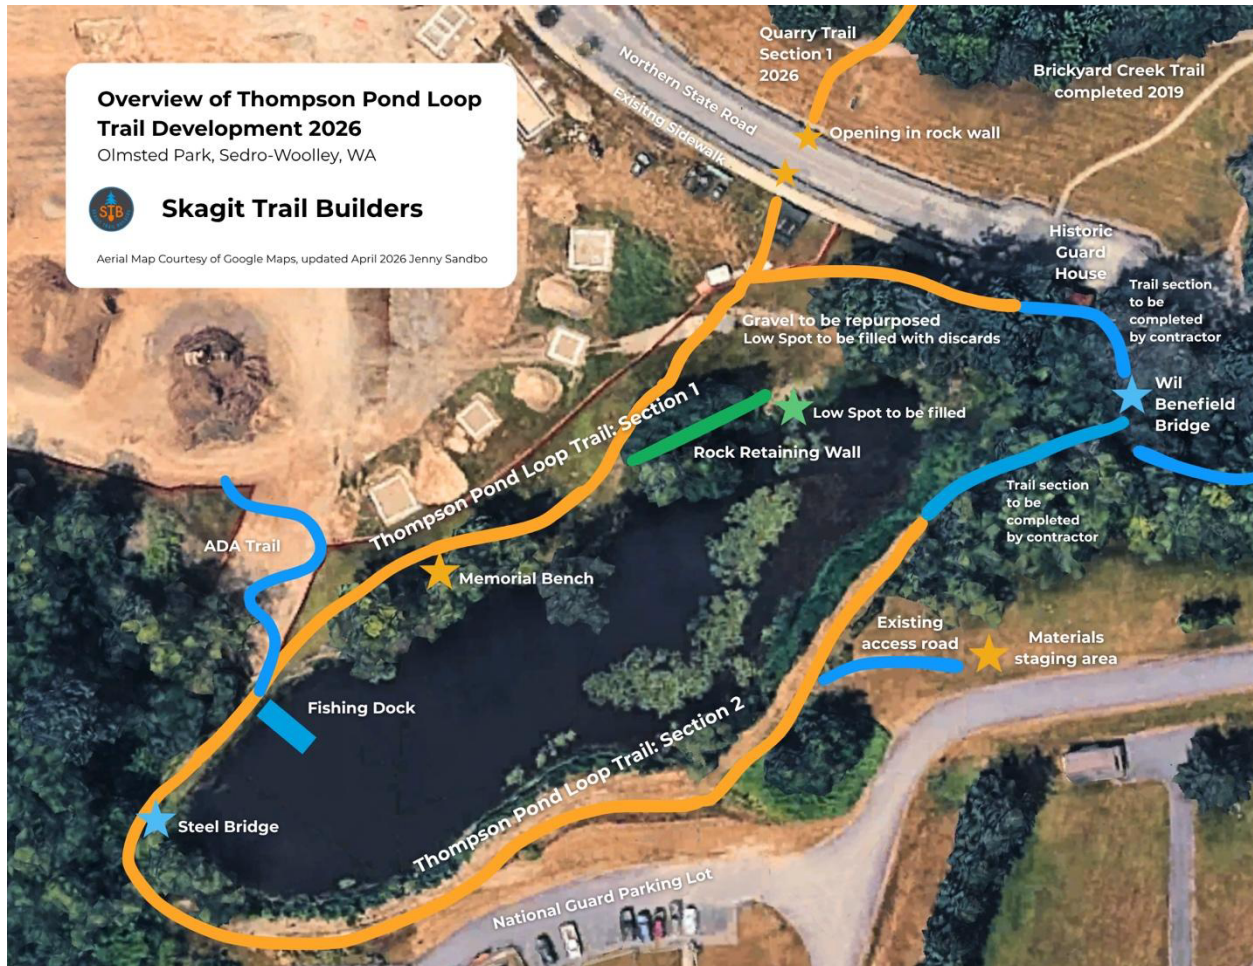 Overview of Thompson Pond Loop
Trail Development 2026
Olmsted Park, Sedro-Woolley, WA
STB
Skagit Trail Builders
Aerial Map Courtesy of Google Maps, updated April 2026 Jenny Sandbo
Quarry Trail
Section 1
2026
Northern State Road
Exisitng Sidewalk
Opening in rock wall
Brickyard Creek Trail
completed 2019
Historic
Guard
House
Trail section
to be
completed
by contractor
Gravel to be repurposed
Low Spot to be filled with discards
Wil
Benefield
Bridge
Low Spot to be filled
Rock Retaining Wall
Thompson Pond Loop Trail: Section 1
Trail section
to be
completed
by contractor
ADA Trail
Memorial Bench
Existing
access road
Materials
staging area
Fishing Dock
Thompson Pond Loop Trail: Section 2
Steel Bridge
National Guard Parking Lot